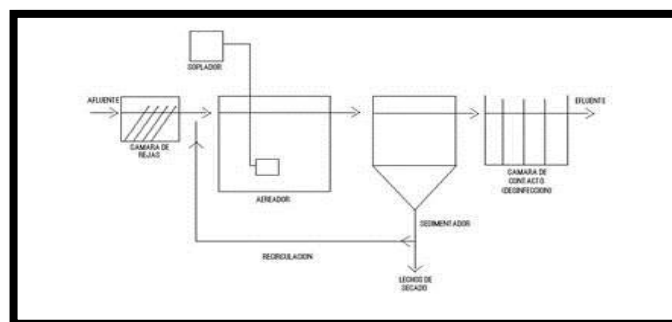 SOPLADOR
AFLUENTE
EFLUENTE
CAMARA DE
REJAS
AEREADOR
CAMARA DE
CONTACTO
(DESINFECCION)
SEDIMENTADOR
RECIRCULACION
LECHOS DE
SECADO